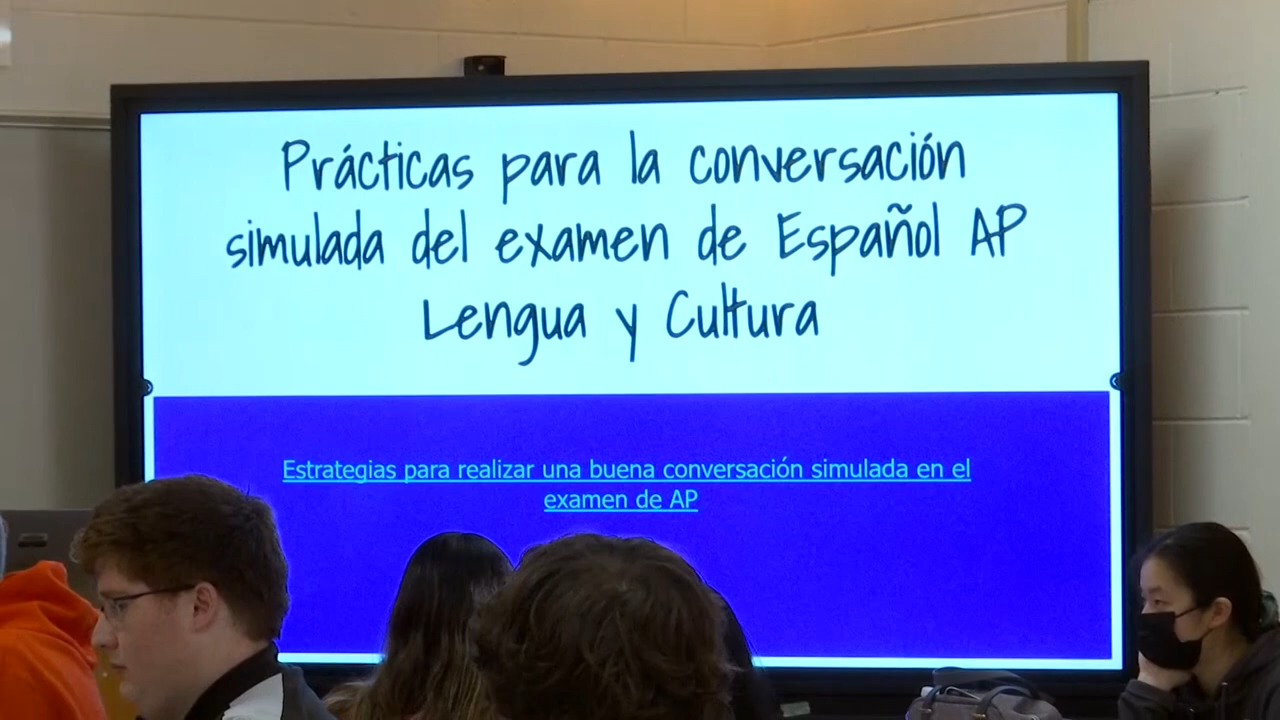 Prácticas para la conversación
simulada del examen de Español AP
Lengua y Cultura
Estrategias para realizar una buena conversación simulada en el
examen de AP